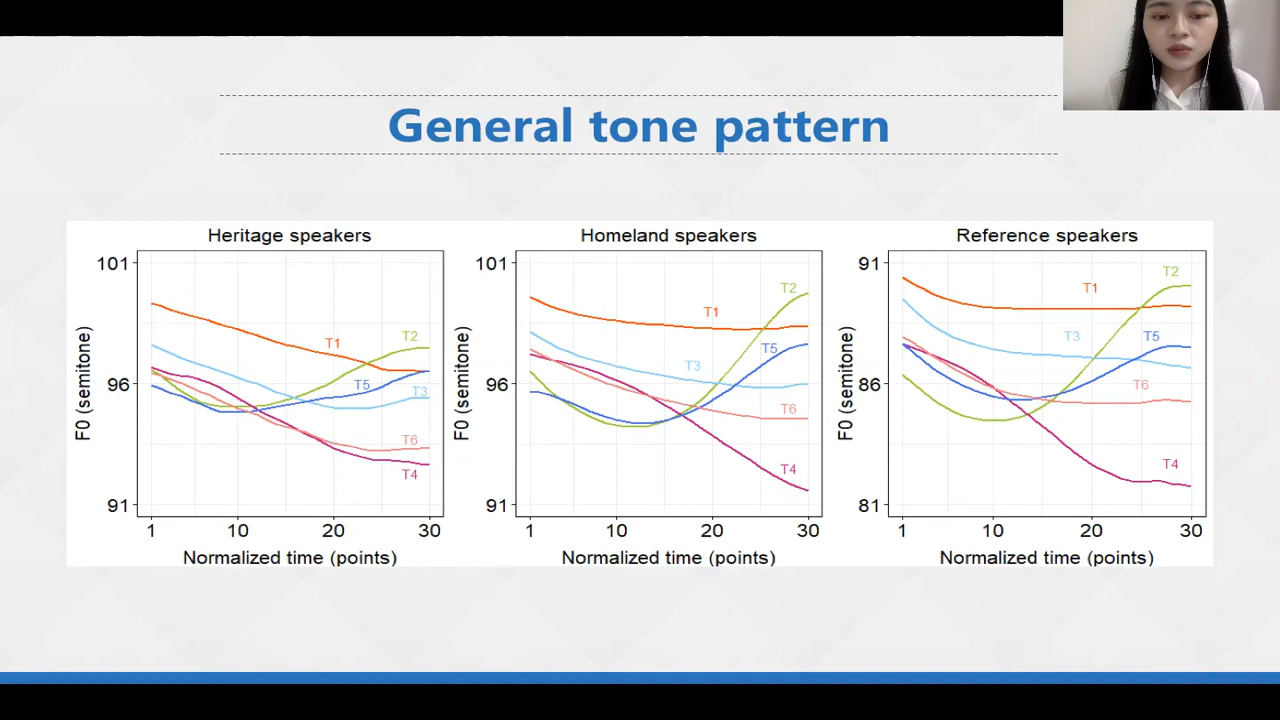 General tone pattern
Heritage speakers
101
96
91
F0 (semitone)
T1
T2
T5
T3
T6
T4
1 10 20 30
Normalized time (points)
Homeland speakers
101
96
91
F0 (semitone)
T2
T1
T5
T3
T6
T4
1 10 20 30
Normalized time (points)
Reference speakers
91
86
81
F0 (semitone)
T2
T1
T3
T5
T6
T4
1 10 20 30
Normalized time (points)